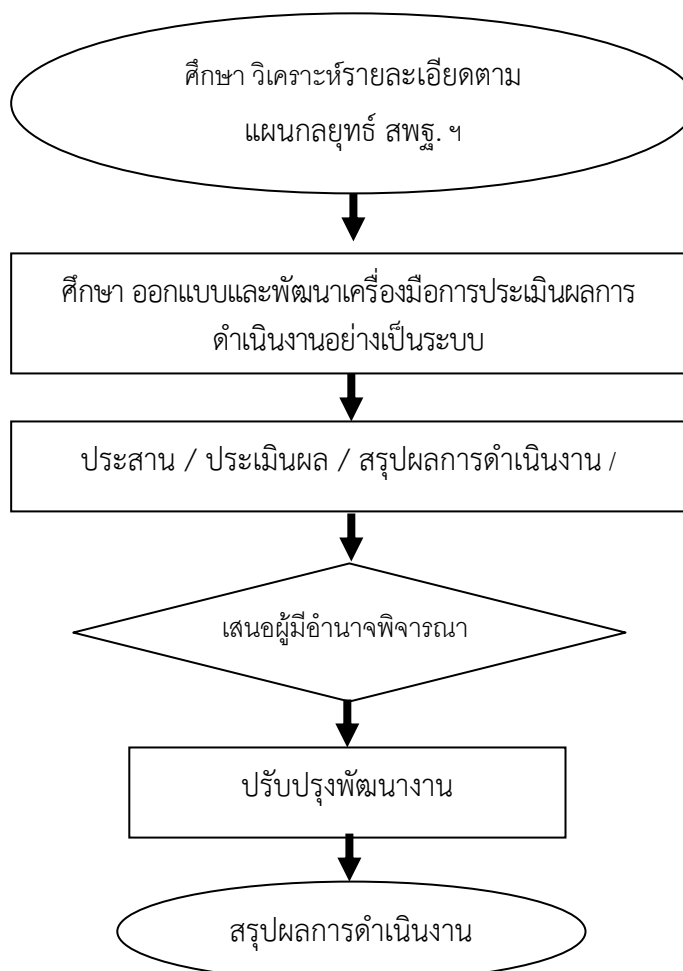 ศึกษา วิเคราะห์รายละเอียดตาม
แผนกลยุทธ์ สพฐ. ฯ
ศึกษา ออกแบบและพัฒนาเครื่องมือการประเมินผลการ
ดำเนินงานอย่างเป็นระบบ
ประสาน / ประเมินผล / สรุปผลการดำเนินงาน /
เสนอผู้มีอำนาจพิจารณา
ปรับปรุงพัฒนางาน
สรุปผลการดำเนินงาน